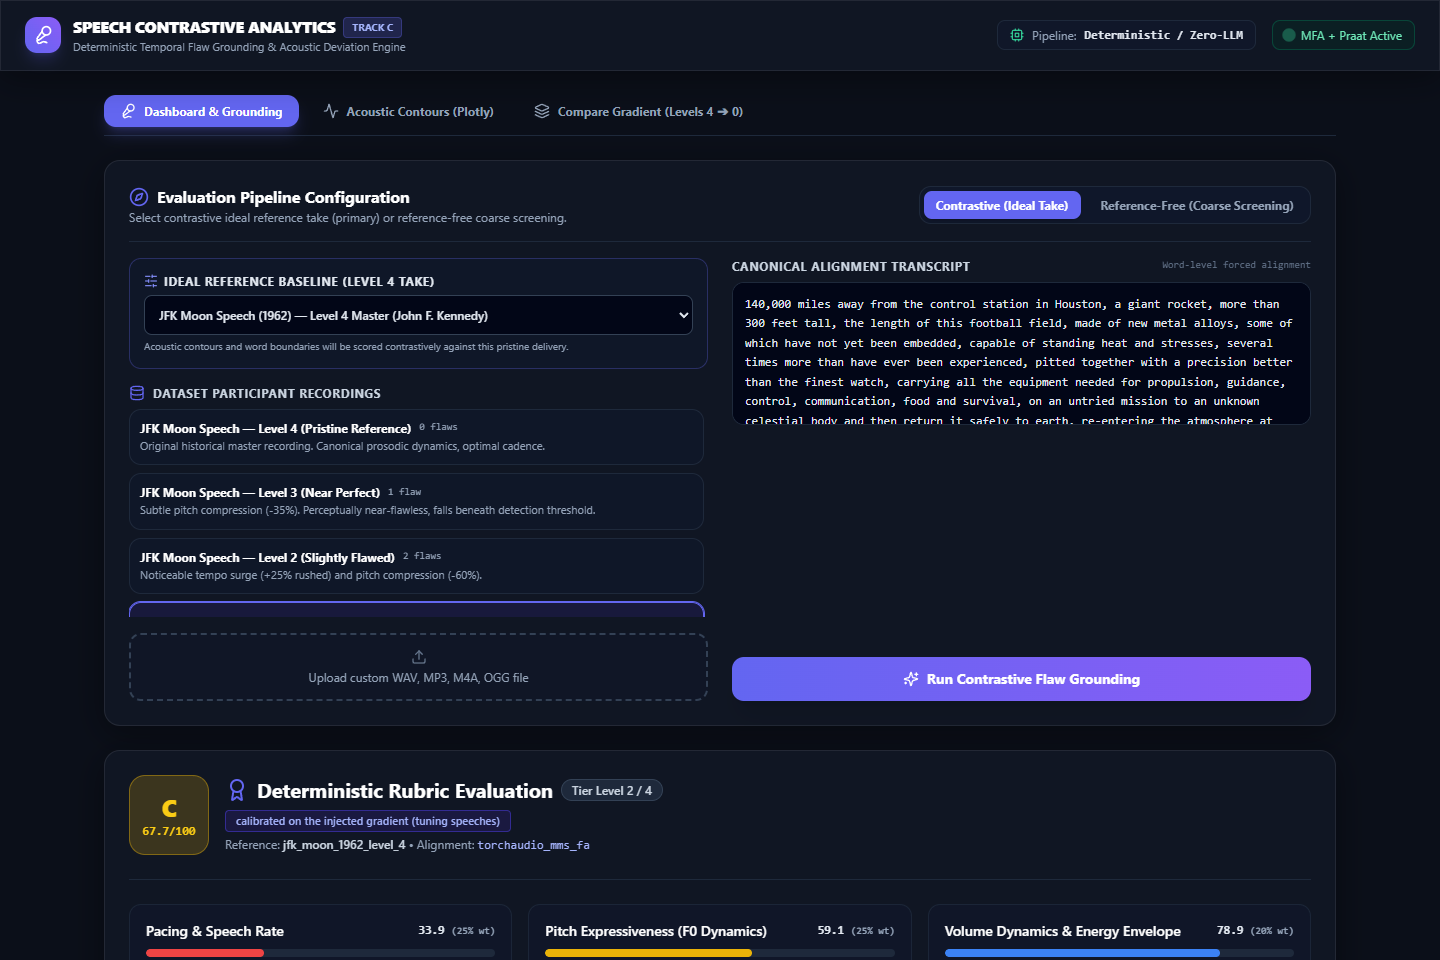 SPEECH CONTRASTIVE ANALYTICS TRACK C
Deterministic Temporal Flaw Grounding & Acoustic Deviation Engine
Pipeline: Deterministic / Zero-LLM
MFA + Praat Active
Dashboard & Grounding
Acoustic Contours (Plotly)
Compare Gradient (Levels 4 ➔ 0)
Evaluation Pipeline Configuration
Select contrastive ideal reference take (primary) or reference-free coarse screening.
Contrastive (Ideal Take)
Reference-Free (Coarse Screening)
IDEAL REFERENCE BASELINE (LEVEL 4 TAKE)
JFK Moon Speech (1962) — Level 4 Master (John F. Kennedy)
Acoustic contours and word boundaries will be scored contrastively against this pristine delivery.
DATASET PARTICIPANT RECORDINGS
JFK Moon Speech — Level 4 (Pristine Reference) 0 flaws
Original historical master recording. Canonical prosodic dynamics, optimal cadence.
JFK Moon Speech — Level 3 (Near Perfect) 1 flaw
Subtle pitch compression (-35%). Perceptually near-flawless, falls beneath detection threshold.
JFK Moon Speech — Level 2 (Slightly Flawed) 2 flaws
Noticeable tempo surge (+25% rushed) and pitch compression (-60%).
Upload custom WAV, MP3, M4A, OGG file
CANONICAL ALIGNMENT TRANSCRIPT
Word-level forced alignment
140,000 miles away from the control station in Houston, a giant rocket, more than
300 feet tall, the length of this football field, made of new metal alloys, some of
which have not yet been embedded, capable of standing heat and stresses, several
times more than have ever been experienced, pitted together with a precision better
than the finest watch, carrying all the equipment needed for propulsion, guidance,
control, communication, food and survival, on an untried mission to an unknown
celestial body and then return it safely to earth, re-entering the atmosphere at
Run Contrastive Flaw Grounding
C
67.7/100
Deterministic Rubric Evaluation Tier Level 2 / 4
calibrated on the injected gradient (tuning speeches)
Reference: jfk_moon_1962_level_4 • Alignment: torchaudio_mms_fa
Pacing & Speech Rate 33.9 (25% wt)
Pitch Expressiveness (F0 Dynamics) 59.1 (25% wt)
Volume Dynamics & Energy Envelope 78.9 (20% wt)